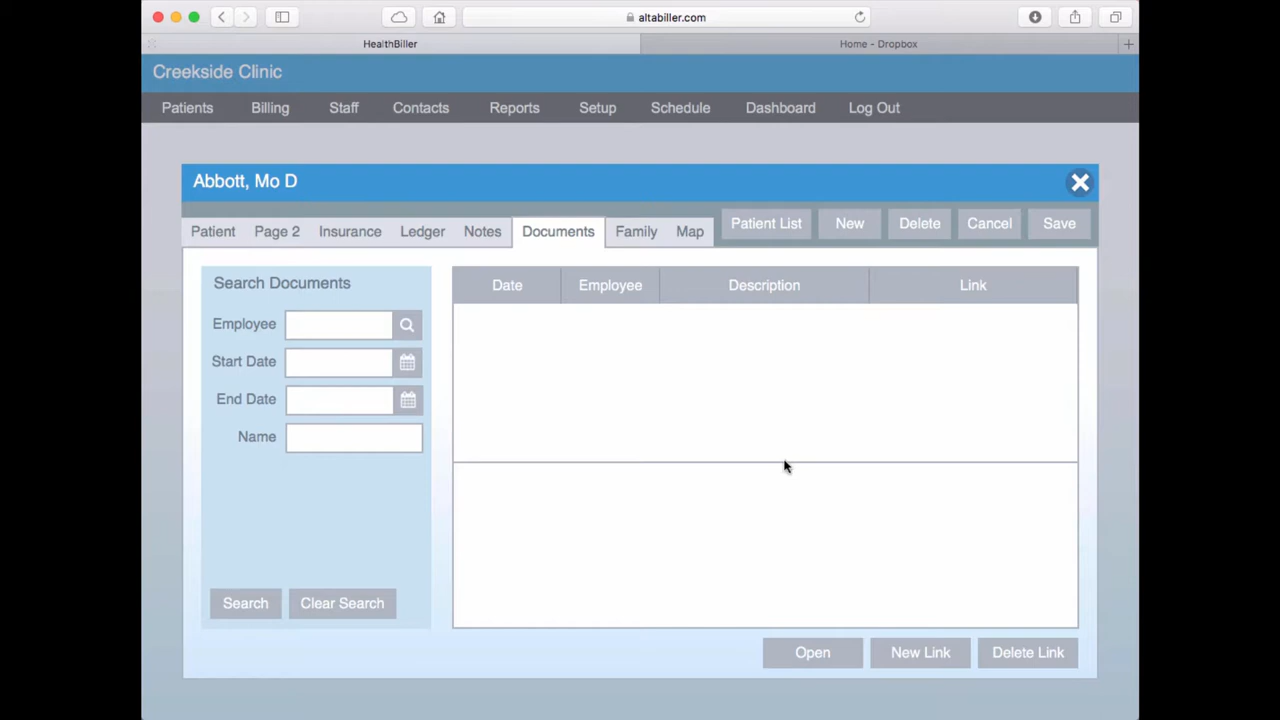 altabiller.com
HealthBiller
Home - Dropbox
Creekside Clinic
Patients Billing Staff Contacts Reports Setup Schedule Dashboard Log Out
Abbott, Mo D
Patient Page 2 Insurance Ledger Notes Documents Family Map Patient List New Delete Cancel Save
Search Documents
Employee
Start Date
End Date
Name
Search Clear Search
Date Employee Description Link
Open New Link Delete Link